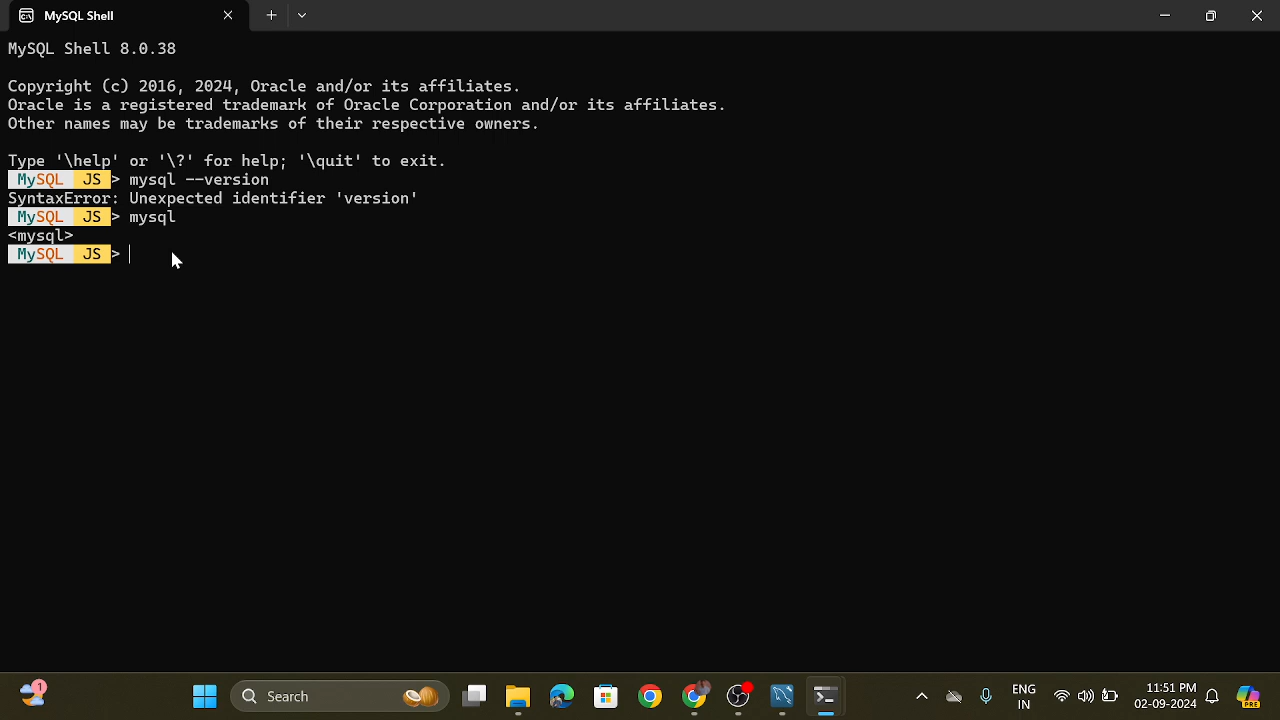 MySQL Shell
MySQL Shell 8.0.38
Copyright (c) 2016, 2024, Oracle and/or its affiliates.
Oracle is a registered trademark of Oracle Corporation and/or its affiliates.
Other names may be trademarks of their respective owners.
Type '\help' or '\?' for help; '\quit' to exit.
MySQL JS > mysql --version
SyntaxError: Unexpected identifier 'version'
MySQL JS > mysql
<mysql>
MySQL JS >
1
Search
ENG
IN
11:51 PM
02-09-2024
PRE